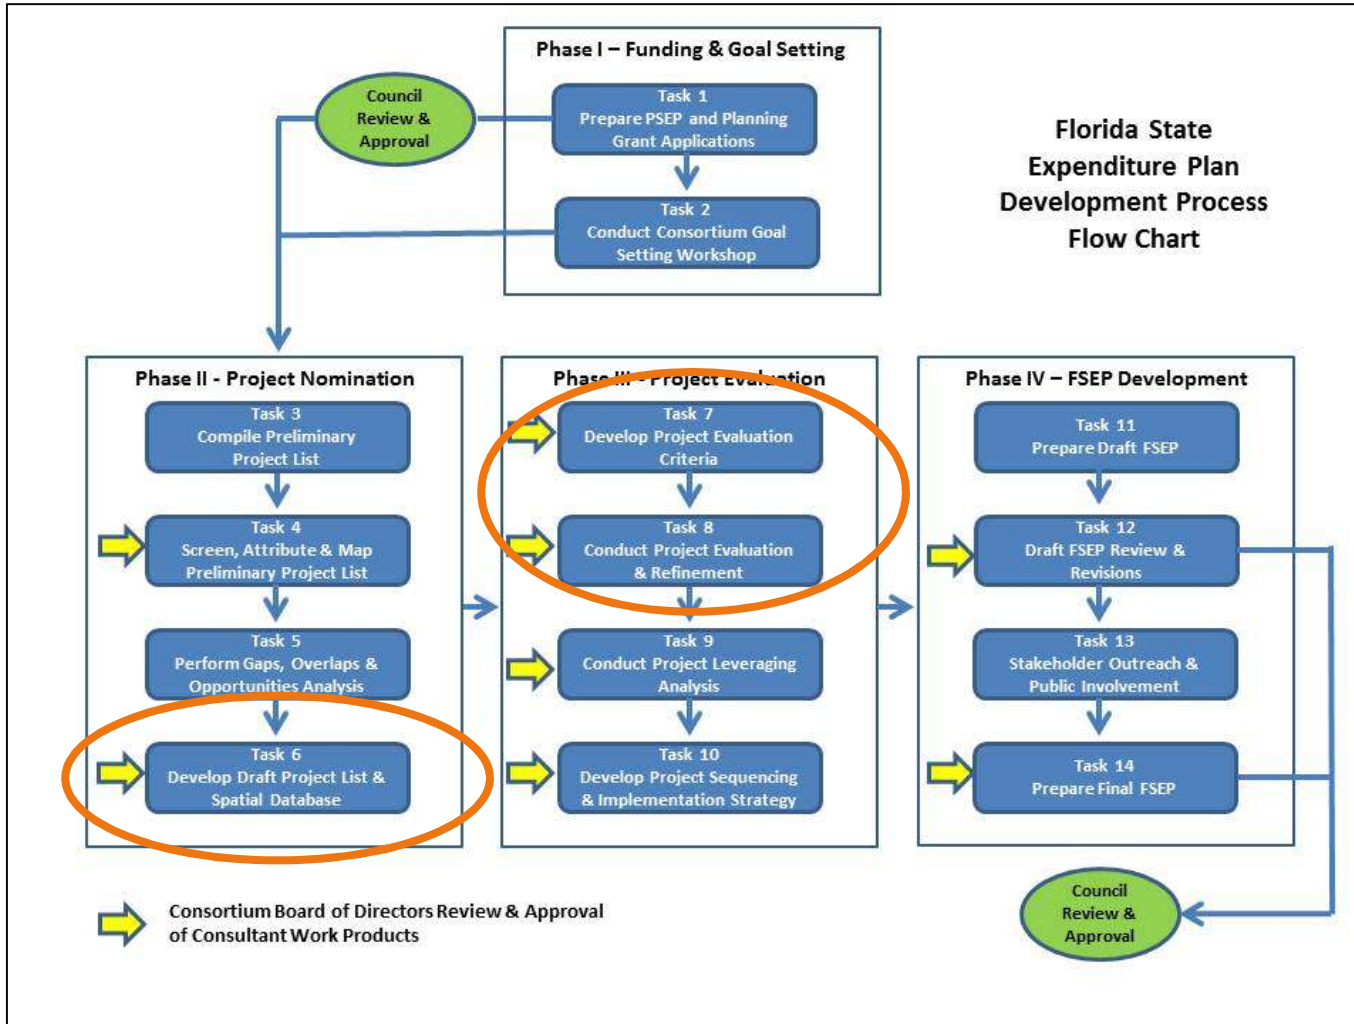 Phase I – Funding & Goal Setting
Task 1
Prepare PSEP and Planning
Grant Applications
Task 2
Conduct Consortium Goal
Setting Workshop
Council
Review &
Approval
Florida State
Expenditure Plan
Development Process
Flow Chart
Phase II - Project Nomination
Task 3
Compile Preliminary
Project List
Task 4
Screen, Attribute & Map
Preliminary Project List
Task 5
Perform Gaps, Overlaps &
Opportunities Analysis
Task 6
Develop Draft Project List &
Spatial Database
Phase III - Project Evaluation
Task 7
Develop Project Evaluation
Criteria
Task 8
Conduct Project Evaluation
& Refinement
Task 9
Conduct Project Leveraging
Analysis
Task 10
Develop Project Sequencing
& Implementation Strategy
Phase IV – FSEP Development
Task 11
Prepare Draft FSEP
Task 12
Draft FSEP Review &
Revisions
Task 13
Stakeholder Outreach &
Public Involvement
Task 14
Prepare Final FSEP
Council
Review &
Approval
Consortium Board of Directors Review & Approval
of Consultant Work Products